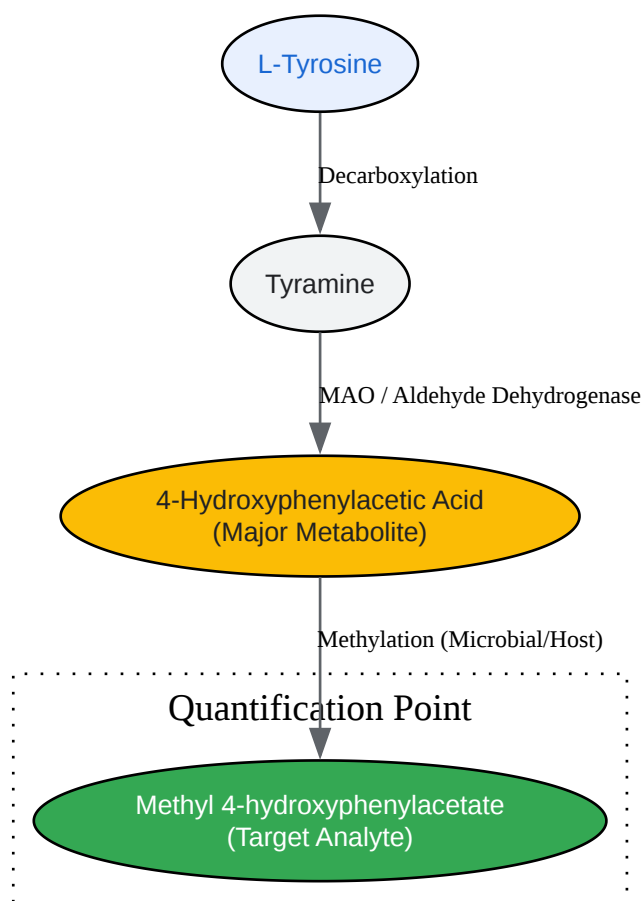 L-Tyrosine
Decarboxylation
Tyramine
MAO / Aldehyde Dehydrogenase
4-Hydroxyphenylacetic Acid
(Major Metabolite)
Methylation (Microbial/Host)
Quantification Point
Methyl 4-hydroxyphenylacetate
(Target Analyte)